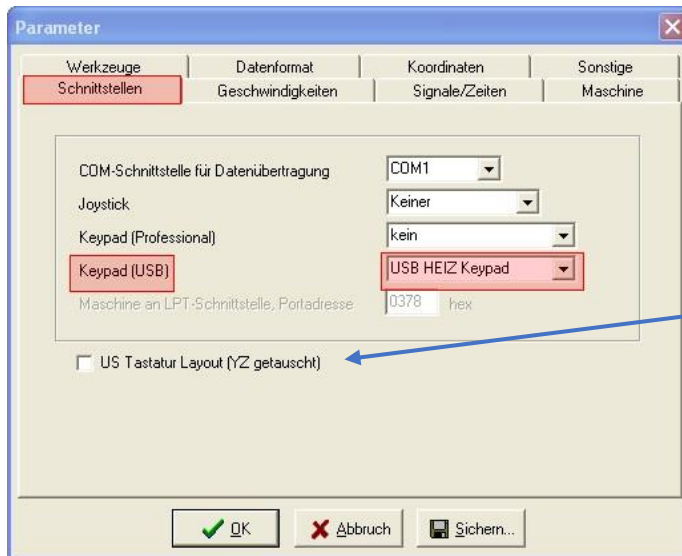 Parameter
Werkzeuge Datenformat Koordinaten Sonstige
Schnittstellen Geschwindigkeiten Signale/Zeiten Maschine
COM-Schnittstelle für Datenübertragung COM1
Joystick Keiner
Keypad (Professional) kein
Keypad (USB) USB HEIZ Keypad
Maschine an LPT-Schnittstelle, Portadresse 0378 hex
US Tastatur Layout (YZ getauscht)
OK Abbruch Sichern...